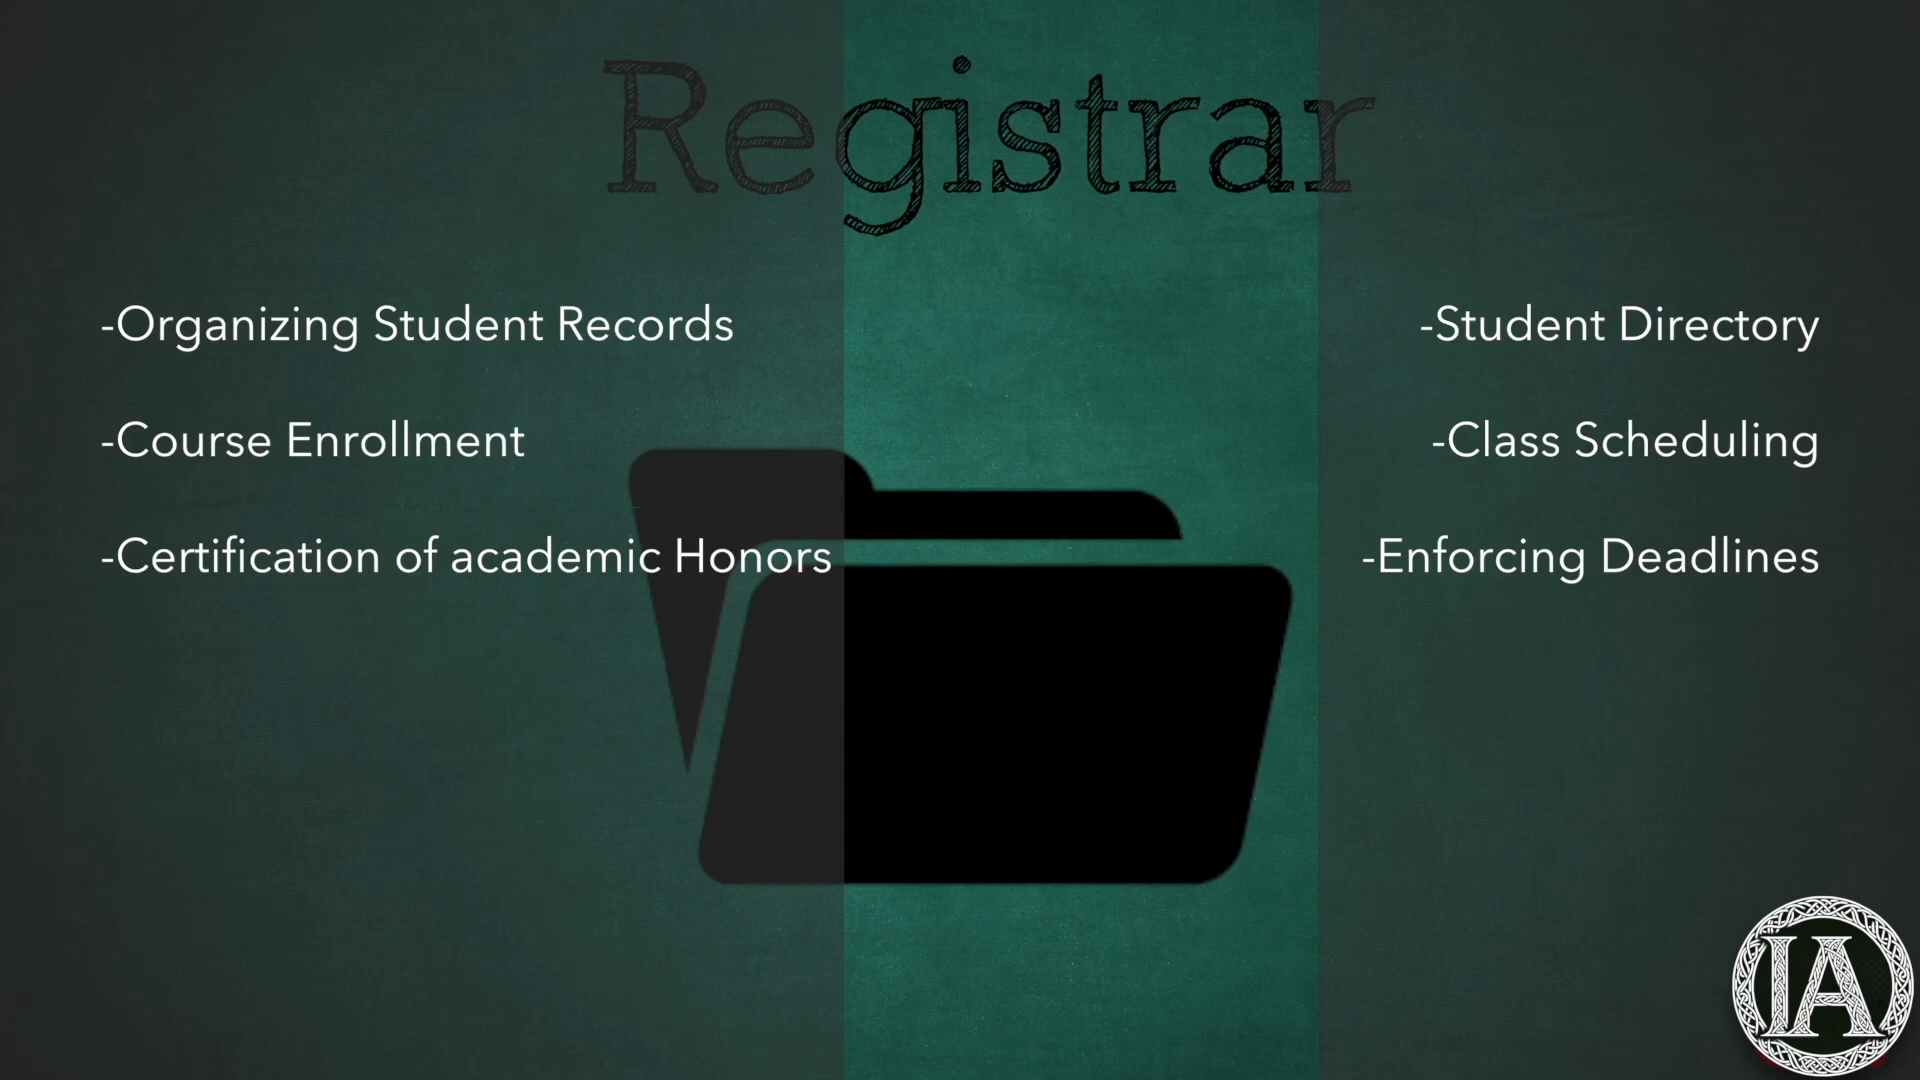 Registrar
-Organizing Student Records
-Course Enrollment
-Certification of academic Honors
-Student Directory
-Class Scheduling
-Enforcing Deadlines
IA